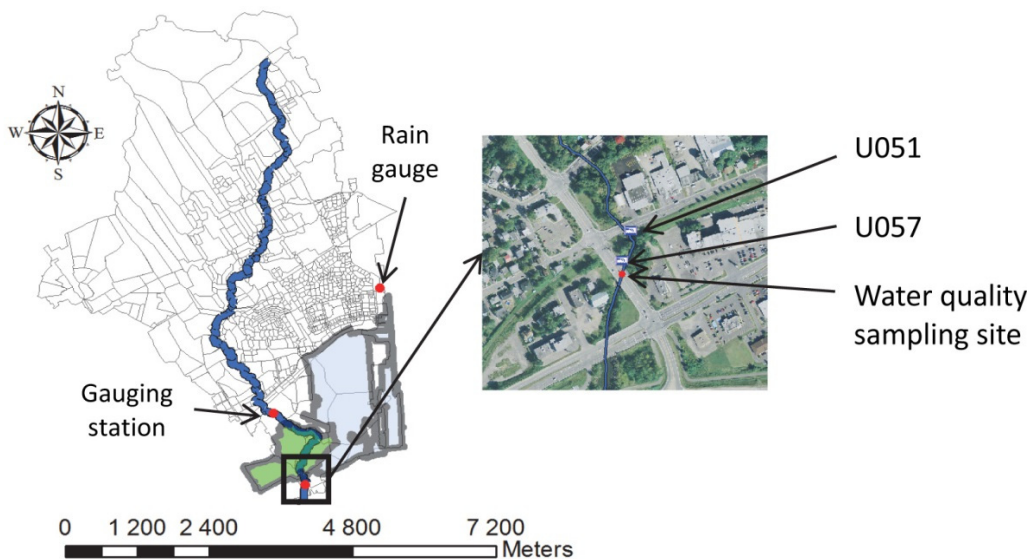 N
W
E
S
Rain
gauge
Gauging
station
U051
U057
Water quality
sampling site
0 1 200 2 400 4 800 7 200
Meters